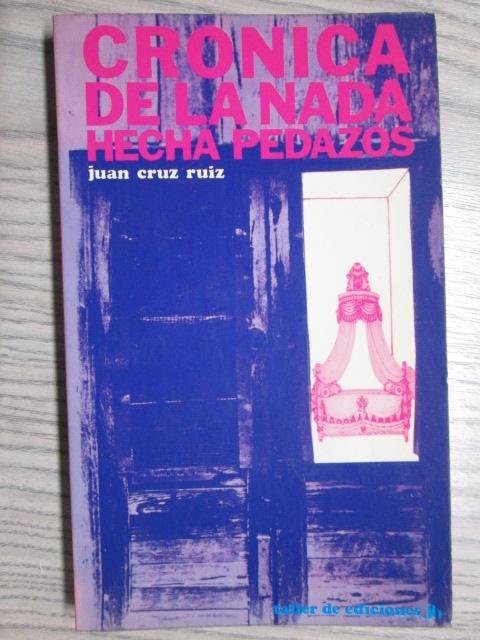 CRONICA
DE LA NADA
HECHA PEDAZOS
juan cruz ruiz
taller de ediciones